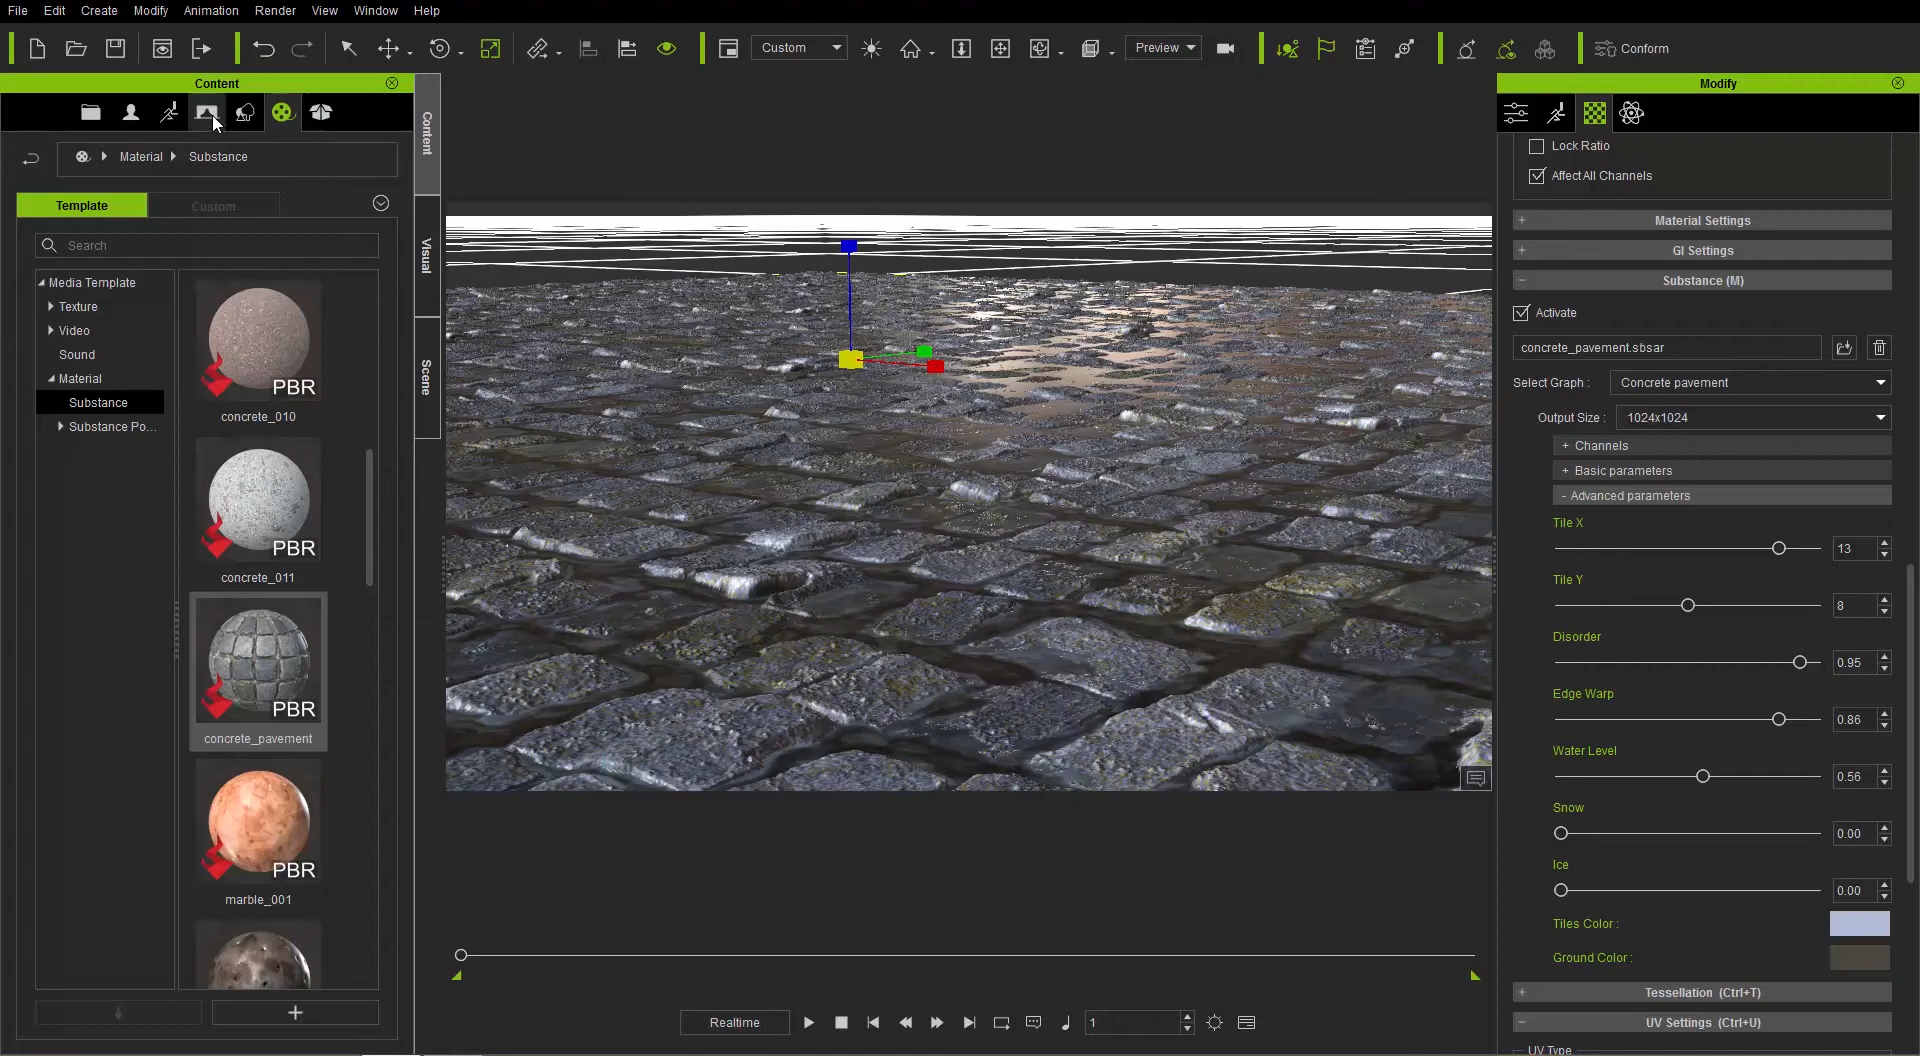 File Edit Create Modify Animation Render View Window Help
Custom Preview Conform
Content
Material Substance
Template Custom
Search
Media Template
Texture
Video
Sound
Material
Substance
Substance Po...
PBR
concrete_010
PBR
concrete_011
PBR
concrete_pavement
PBR
marble_001
Content
Visual
Scene
Realtime 1
Modify
Lock Ratio
Affect All Channels
+ Material Settings
+ GI Settings
- Substance (M)
Activate
concrete_pavement.sbsar
Select Graph : Concrete pavement
Output Size : 1024x1024
+ Channels
+ Basic parameters
- Advanced parameters
Tile X
13
Tile Y
8
Disorder
0.95
Edge Warp
0.86
Water Level
0.56
Snow
0.00
Ice
0.00
Tiles Color :
Ground Color :
+ Tessellation (Ctrl+T)
- UV Settings (Ctrl+U)
UV Type